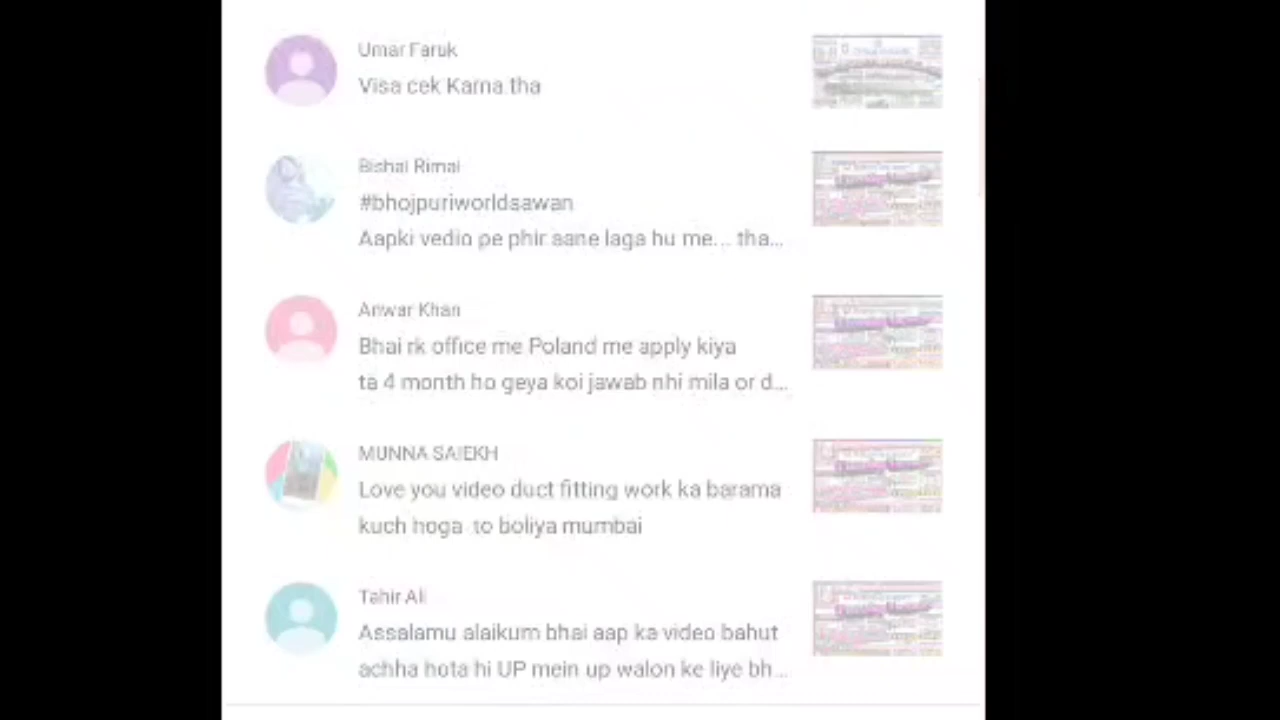 Umar Faruk
Visa cek Karna tha
Bishal Rimal
#bhojpuriworldsawan
Aapki vedio pe phir aane laga hu me... tha...
Anwar Khan
Bhai rk office me Poland me apply kiya
ta 4 month ho geya koi jawab nhi mila or d...
MUNNA SAIEKH
Love you video duct fitting work ka barama
kuch hoga to boliya mumbai
Tahir Ali
Assalamu alaikum bhai aap ka video bahut
achha hota hi UP mein up walon ke liye bh...